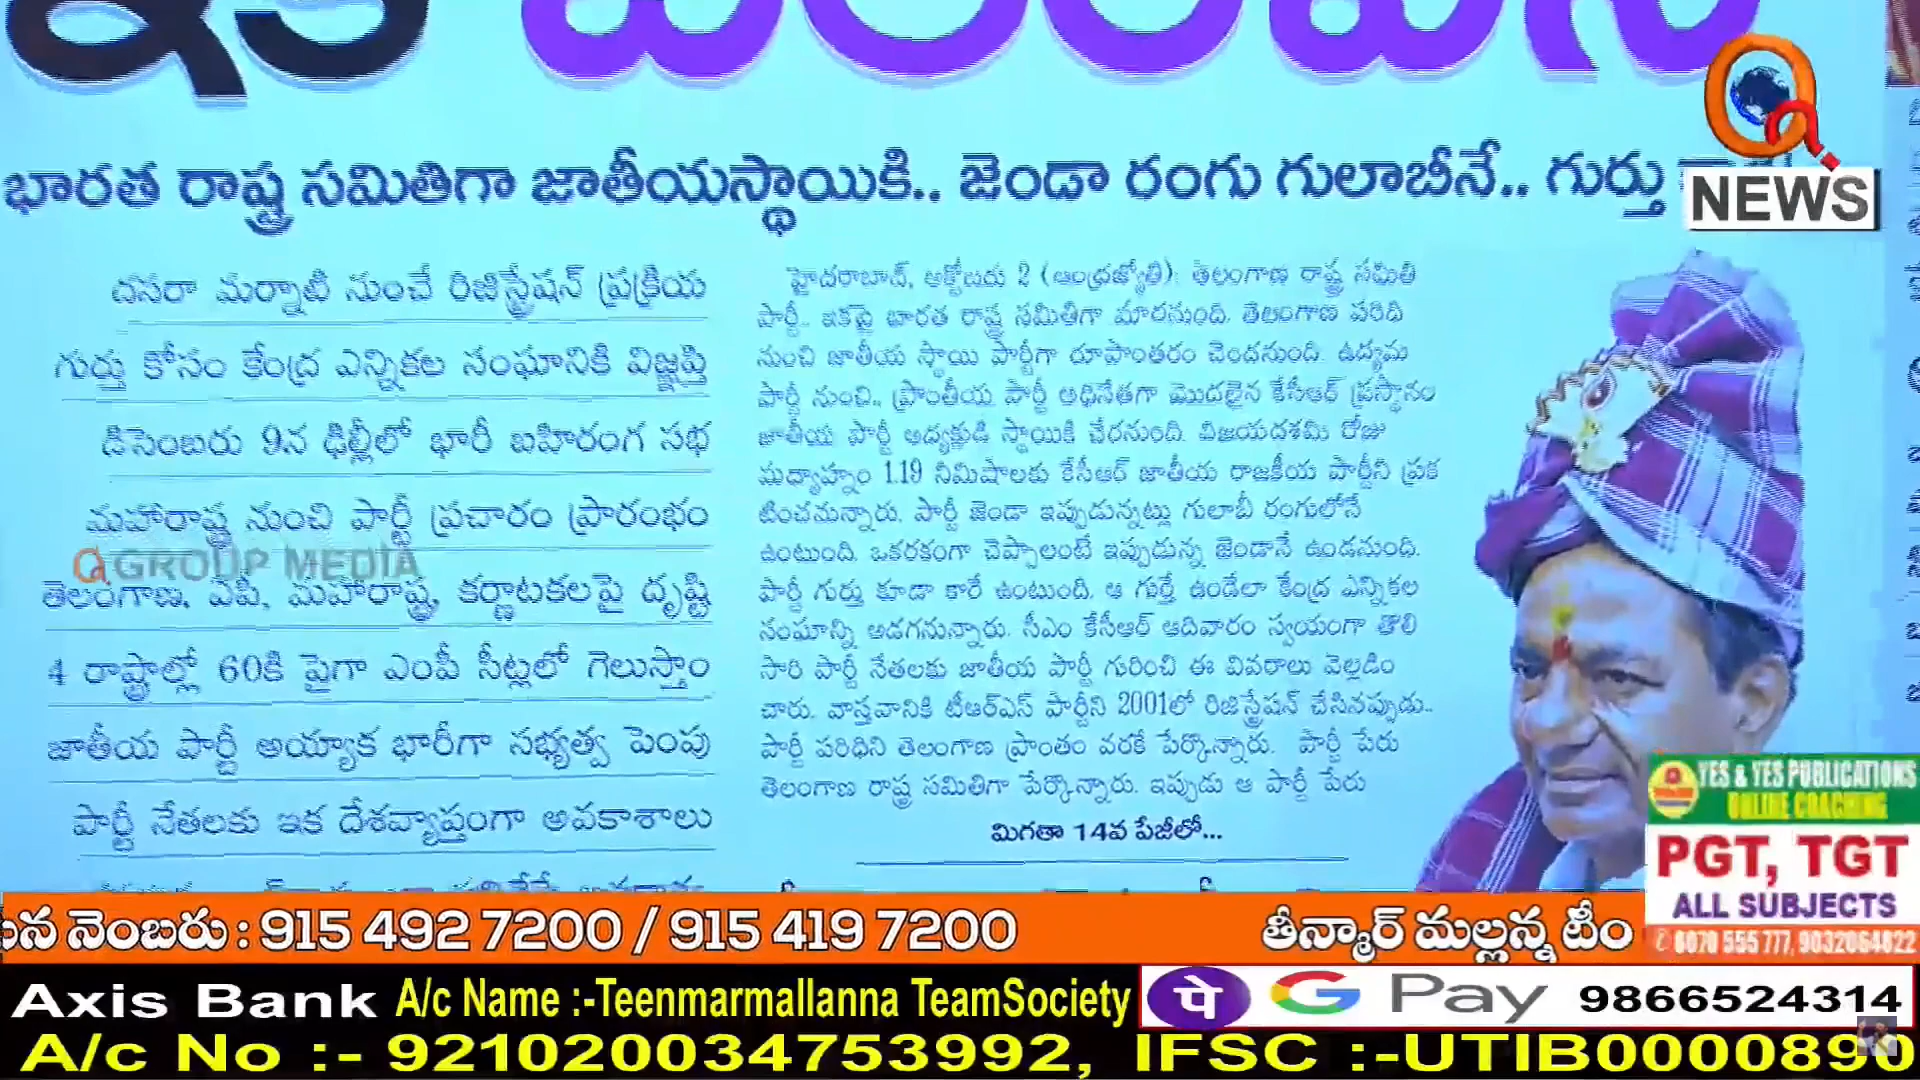 భారత రాష్ట్ర సమితిగా జాతీయస్థాయికి.. జెండా రంగు గులాబీనే.. గుర్తు
Q NEWS
దసరా మర్నాటి నుంచే రిజిస్ట్రేషన్ ప్రక్రియ
గుర్తు కోసం కేంద్ర ఎన్నికల సంఘానికి విజ్ఞప్తి
డిసెంబరు 9న ఢిల్లీలో భారీ బహిరంగ సభ
మహారాష్ట్ర నుంచి పార్టీ ప్రచారం ప్రారంభం
Q GROUP MEDIA
తెలంగాణ, ఏపీ, మహారాష్ట్ర, కర్ణాటకలపై దృష్టి
4 రాష్ట్రాల్లో 60కి పైగా ఎంపీ సీట్లలో గెలుస్తాం
జాతీయ పార్టీ అయ్యాక భారీగా సభ్యత్వ పెంపు
పార్టీ నేతలకు ఇక దేశవ్యాప్తంగా అవకాశాలు
హైదరాబాద్, అక్టోబరు 2 (ఆంధ్రజ్యోతి): తెలంగాణ రాష్ట్ర సమితి
పార్టీ.. ఇకపై భారత రాష్ట్ర సమితిగా మారనుంది. తెలంగాణ పరిధి
నుంచి జాతీయ స్థాయి పార్టీగా రూపాంతరం చెందనుంది. ఉద్యమ
పార్టీ నుంచి.. ప్రాంతీయ పార్టీ అధినేతగా మొదలైన కేసీఆర్ ప్రస్థానం
జాతీయ పార్టీ అధ్యక్షుడి స్థాయికి చేరనుంది. విజయదశమి రోజు
మధ్యాహ్నం 1.19 నిమిషాలకు కేసీఆర్ జాతీయ రాజకీయ పార్టీని ప్రక
టించనున్నారు. పార్టీ జెండా ఇప్పుడున్నట్లు గులాబీ రంగులోనే
ఉంటుంది. ఒకరకంగా చెప్పాలంటే ఇప్పుడున్న జెండానే ఉండనుంది.
పార్టీ గుర్తు కూడా కారే ఉంటుంది. ఆ గుర్తే ఉండేలా కేంద్ర ఎన్నికల
సంఘాన్ని అడగనున్నారు. సీఎం కేసీఆర్ ఆదివారం స్వయంగా తొలి
సారి పార్టీ నేతలకు జాతీయ పార్టీ గురించి ఈ వివరాలు వెల్లడిం
చారు. వాస్తవానికి టీఆర్ఎస్ పార్టీని 2001లో రిజిస్ట్రేషన్ చేసినప్పుడు..
పార్టీ పరిధిని తెలంగాణ ప్రాంతం వరకే పేర్కొన్నారు. పార్టీ పేరు
తెలంగాణ రాష్ట్ర సమితిగా పేర్కొన్నారు. ఇప్పుడు ఆ పార్టీ పేరు
మిగతా 14వ పేజీలో...
YES & YES PUBLICATIONS
ONLINE COACHING
PGT, TGT
ALL SUBJECTS
8070 555 777, 9032064822
నెంబరు : 915 492 7200 / 915 419 7200 తీన్మార్ మల్లన్న టీం
Axis Bank A/c Name :-Teenmarmallanna TeamSociety
పే G Pay 9866524314
A/c No :- 921020034753992, IFSC :-UTIB0000890